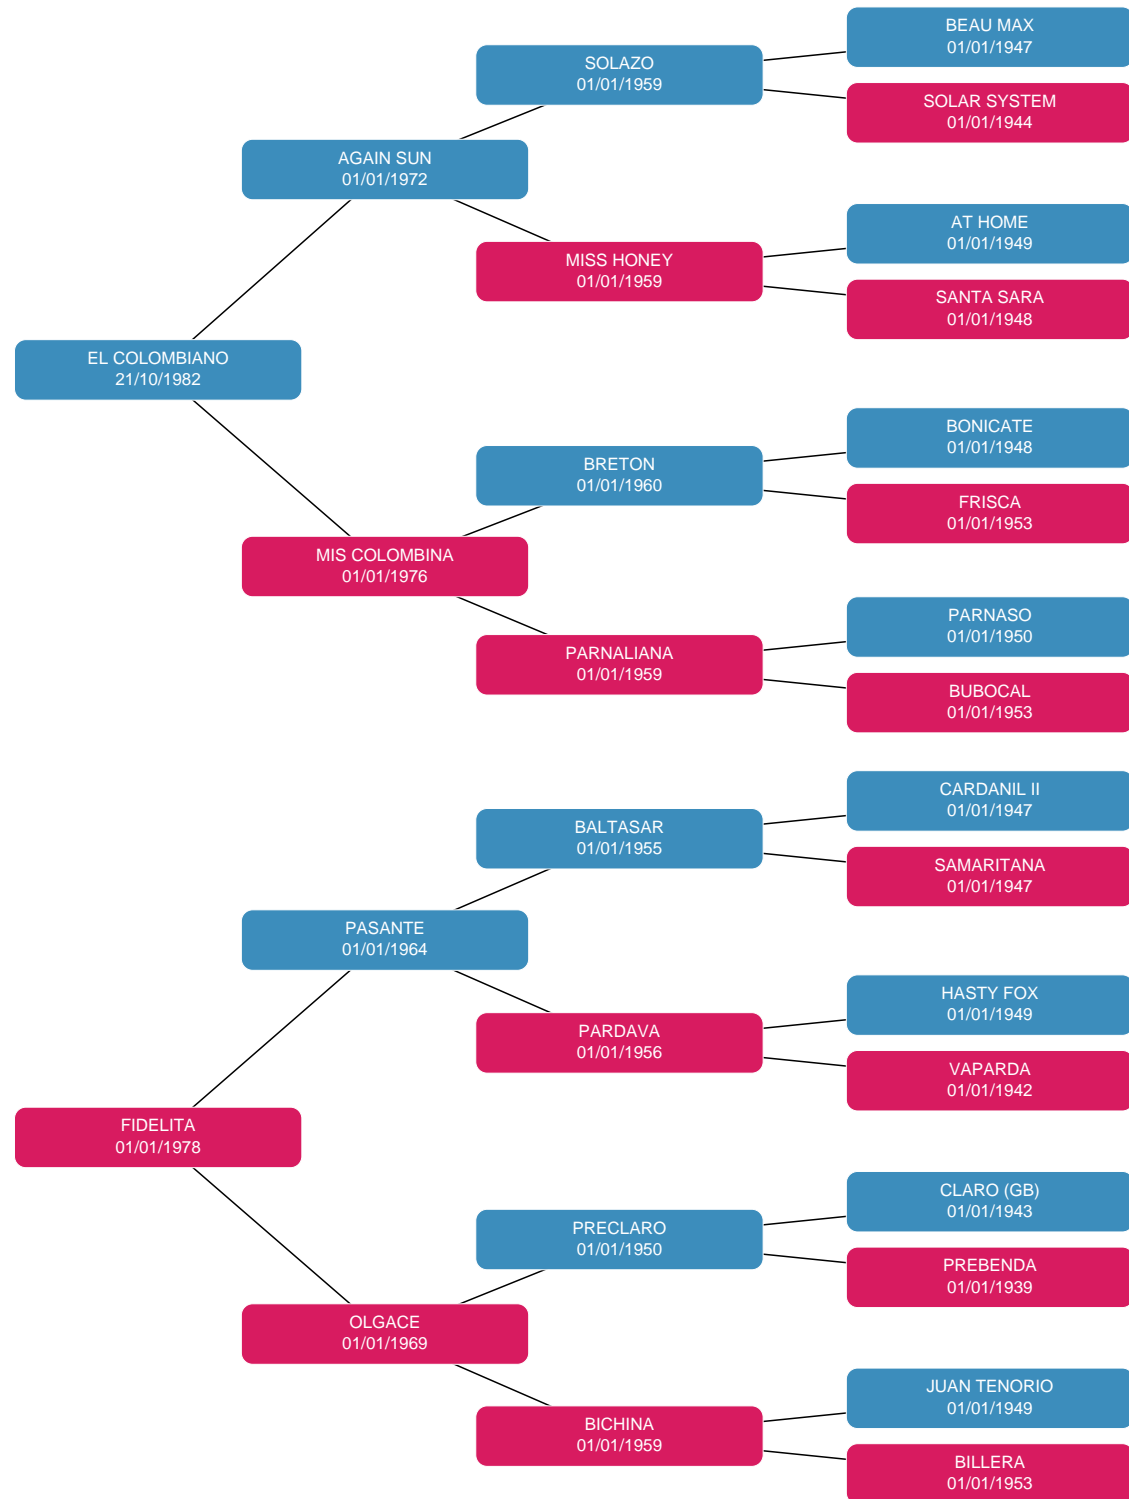 BEAU MAX
01/01/1947
SOLAZO
01/01/1959
SOLAR SYSTEM
01/01/1944
AGAIN SUN
01/01/1972
AT HOME
01/01/1949
MISS HONEY
01/01/1959
SANTA SARA
01/01/1948
EL COLOMBIANO
21/10/1982
BONICATE
01/01/1948
BRETON
01/01/1960
FRISCA
01/01/1953
MIS COLOMBINA
01/01/1976
PARNASO
01/01/1950
PARNALIANA
01/01/1959
BUBOCAL
01/01/1953
CARDANIL II
01/01/1947
BALTASAR
01/01/1955
SAMARITANA
01/01/1947
PASANTE
01/01/1964
HASTY FOX
01/01/1949
PARDAVA
01/01/1956
VAPARDA
01/01/1942
FIDELITA
01/01/1978
CLARO (GB)
01/01/1943
PRECLARO
01/01/1950
PREBENDA
01/01/1939
OLGACE
01/01/1969
JUAN TENORIO
01/01/1949
BICHINA
01/01/1959
BILLERA
01/01/1953